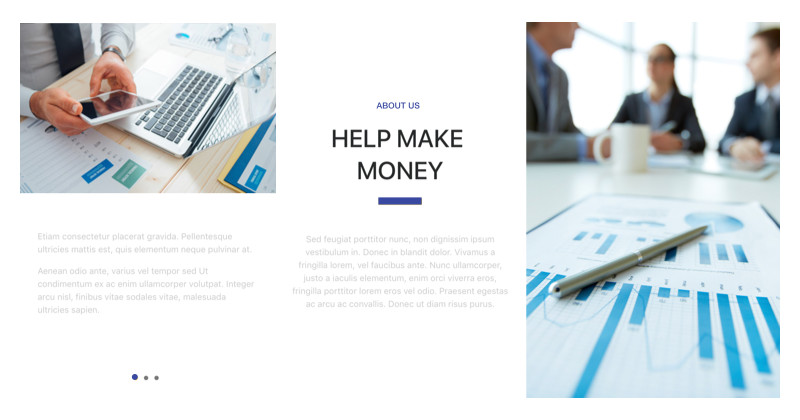 Etiam consectetur placerat gravida. Pellentesque
ultricies mattis est, quis elementum neque pulvinar at.
Aenean odio ante, varius vel tempor sed Ut
condimentum ex ac enim ullamcorper volutpat. Integer
arcu nisl, finibus vitae sodales vitae, malesuada
ultricies sapien.
ABOUT US
HELP MAKE
MONEY
Sed feugiat porttitor nunc, non dignissim ipsum
vestibulum in. Donec in blandit dolor. Vivamus a
fringilla lorem, vel faucibus ante. Nunc ullamcorper,
justo a iaculis elementum, enim orci viverra eros,
fringilla porttitor lorem eros vel odio. Praesent egestas
ac arcu ac convallis. Donec ut diam risus purus.